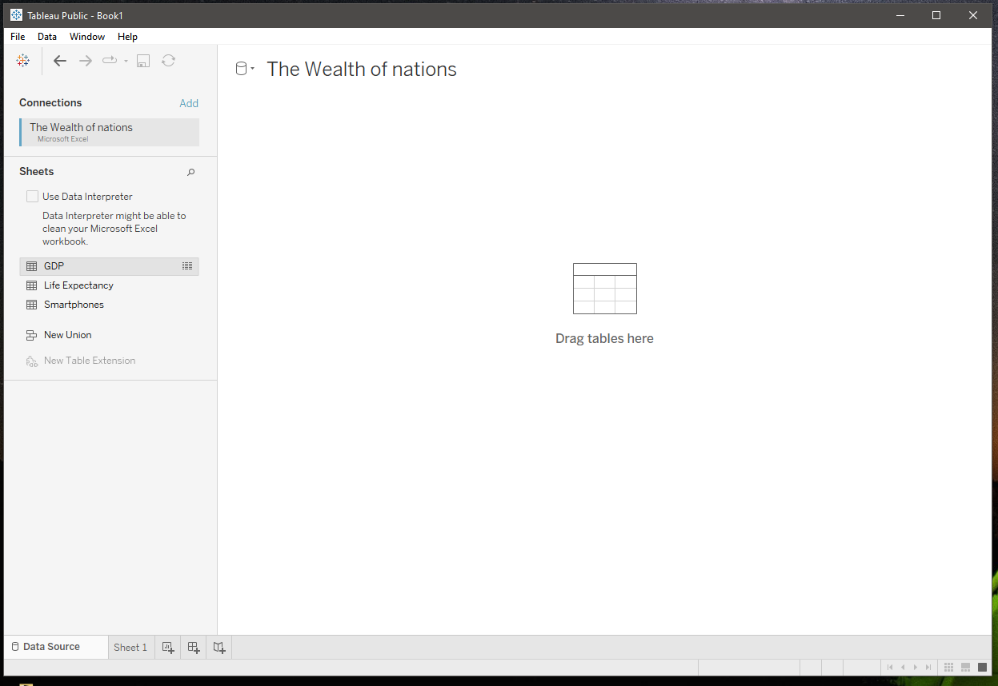 Tableau Public - Book1
File Data Window Help
Connections
Add
The Wealth of nations
Microsoft Excel
Sheets
Use Data Interpreter
Data Interpreter might be able to
clean your Microsoft Excel
workbook.
GDP
Life Expectancy
Smartphones
New Union
New Table Extension
The Wealth of nations
Drag tables here
Data Source
Sheet 1